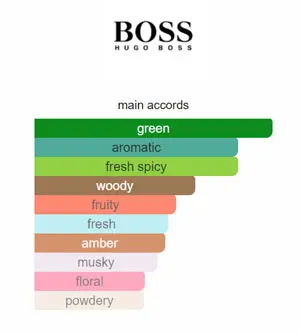 BOSS
HUGO BOSS
main accords
green
aromatic
fresh spicy
woody
fruity
fresh
amber
musky
floral
powdery